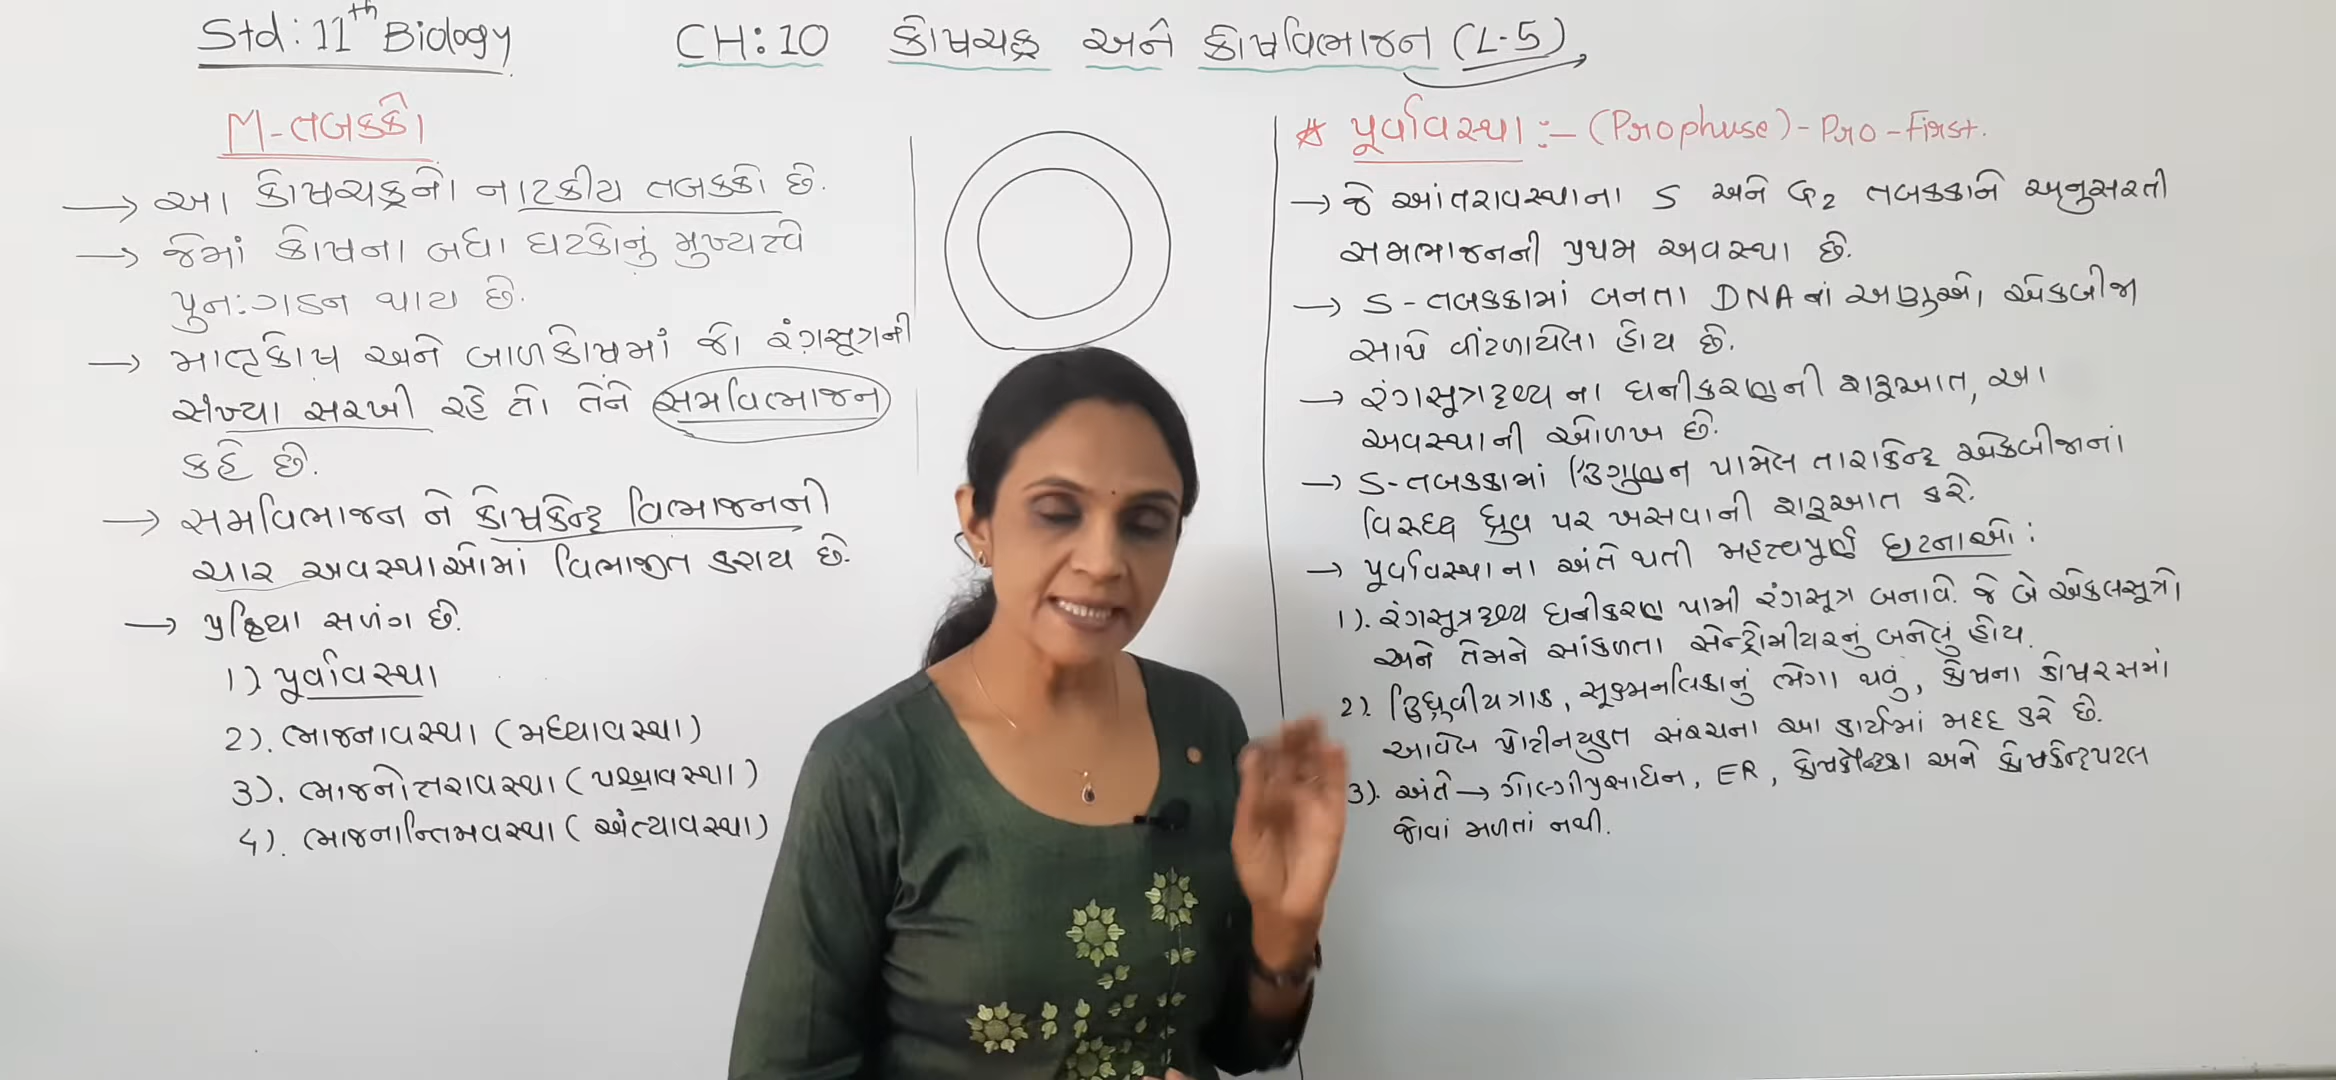 Std: 11th Biology
CH: 10 કોષચક્ર અને કોષવિભાજન (L-5)
M-તબક્કો
→ આ કોષચક્રનો નાટકીય તબક્કો છે.
→ જેમાં કોષના બધા ઘટકોનું મુખ્યત્વે
પુન:ગઠન થાય છે.
→ માતૃકોષ અને બાળકોષમાં જો રંગસૂત્રની
સંખ્યા સરખી રહે તો તેને સમવિભાજન
કહે છે.
→ સમવિભાજન ને કોષકેન્દ્ર વિભાજનની
ચાર અવસ્થાઓમાં વિભાજીત કરાય છે.
→ પ્રક્રિયા સળંગ છે.
1) પૂર્વાવસ્થા
2). ભાજનાવસ્થા (મધ્યાવસ્થા)
3). ભાજનોત્તરાવસ્થા (પશ્ચાવસ્થા)
4). ભાજનાન્તિમવસ્થા (અંત્યાવસ્થા)
* પૂર્વાવસ્થા :- (Prophuse) - Pro - First.
→ જે આંતરાવસ્થાના S અને G2 તબક્કાને અનુસરતી
સમભાજનની પ્રથમ અવસ્થા છે.
→ S - તબક્કામાં બનતા DNA નાં અણુઓ, એકબીજા
સાથે વીંટળાયેલા હોય છે.
→ રંગસૂત્રદ્રવ્ય ના ઘનીકરણની શરૂઆત, આ
અવસ્થાની ઓળખ છે.
→ S-તબક્કામાં દ્વિગુણન પામેલ તારાકેન્દ્ર એકબીજાનાં
વિરુદ્ધ ધ્રુવ પર ખસવાની શરૂઆત કરે.
→ પૂર્વાવસ્થાના અંતે થતી મહત્ત્વપૂર્ણ ઘટનાઓ :
1). રંગસૂત્રદ્રવ્ય ઘનીકરણ પામી રંગસૂત્ર બનાવે. જે બે એકલસૂત્રો
અને તેમને સાંકળતા સેન્ટ્રોમીયરનું બનેલું હોય.
2). દ્વિધ્રુવીયત્રાક, સૂક્ષ્મનલિકાનું ભેગા થવું, કોષના કોષરસમાં
આવેલ પ્રોટીનયુક્ત સંરચના આ કાર્યમાં મદદ કરે છે.
3). અંતે → ગોલ્ગીપ્રસાધન, ER, કોષકેન્દ્રિકા અને કોષકેન્દ્રપટલ
જોવાં મળતાં નથી.